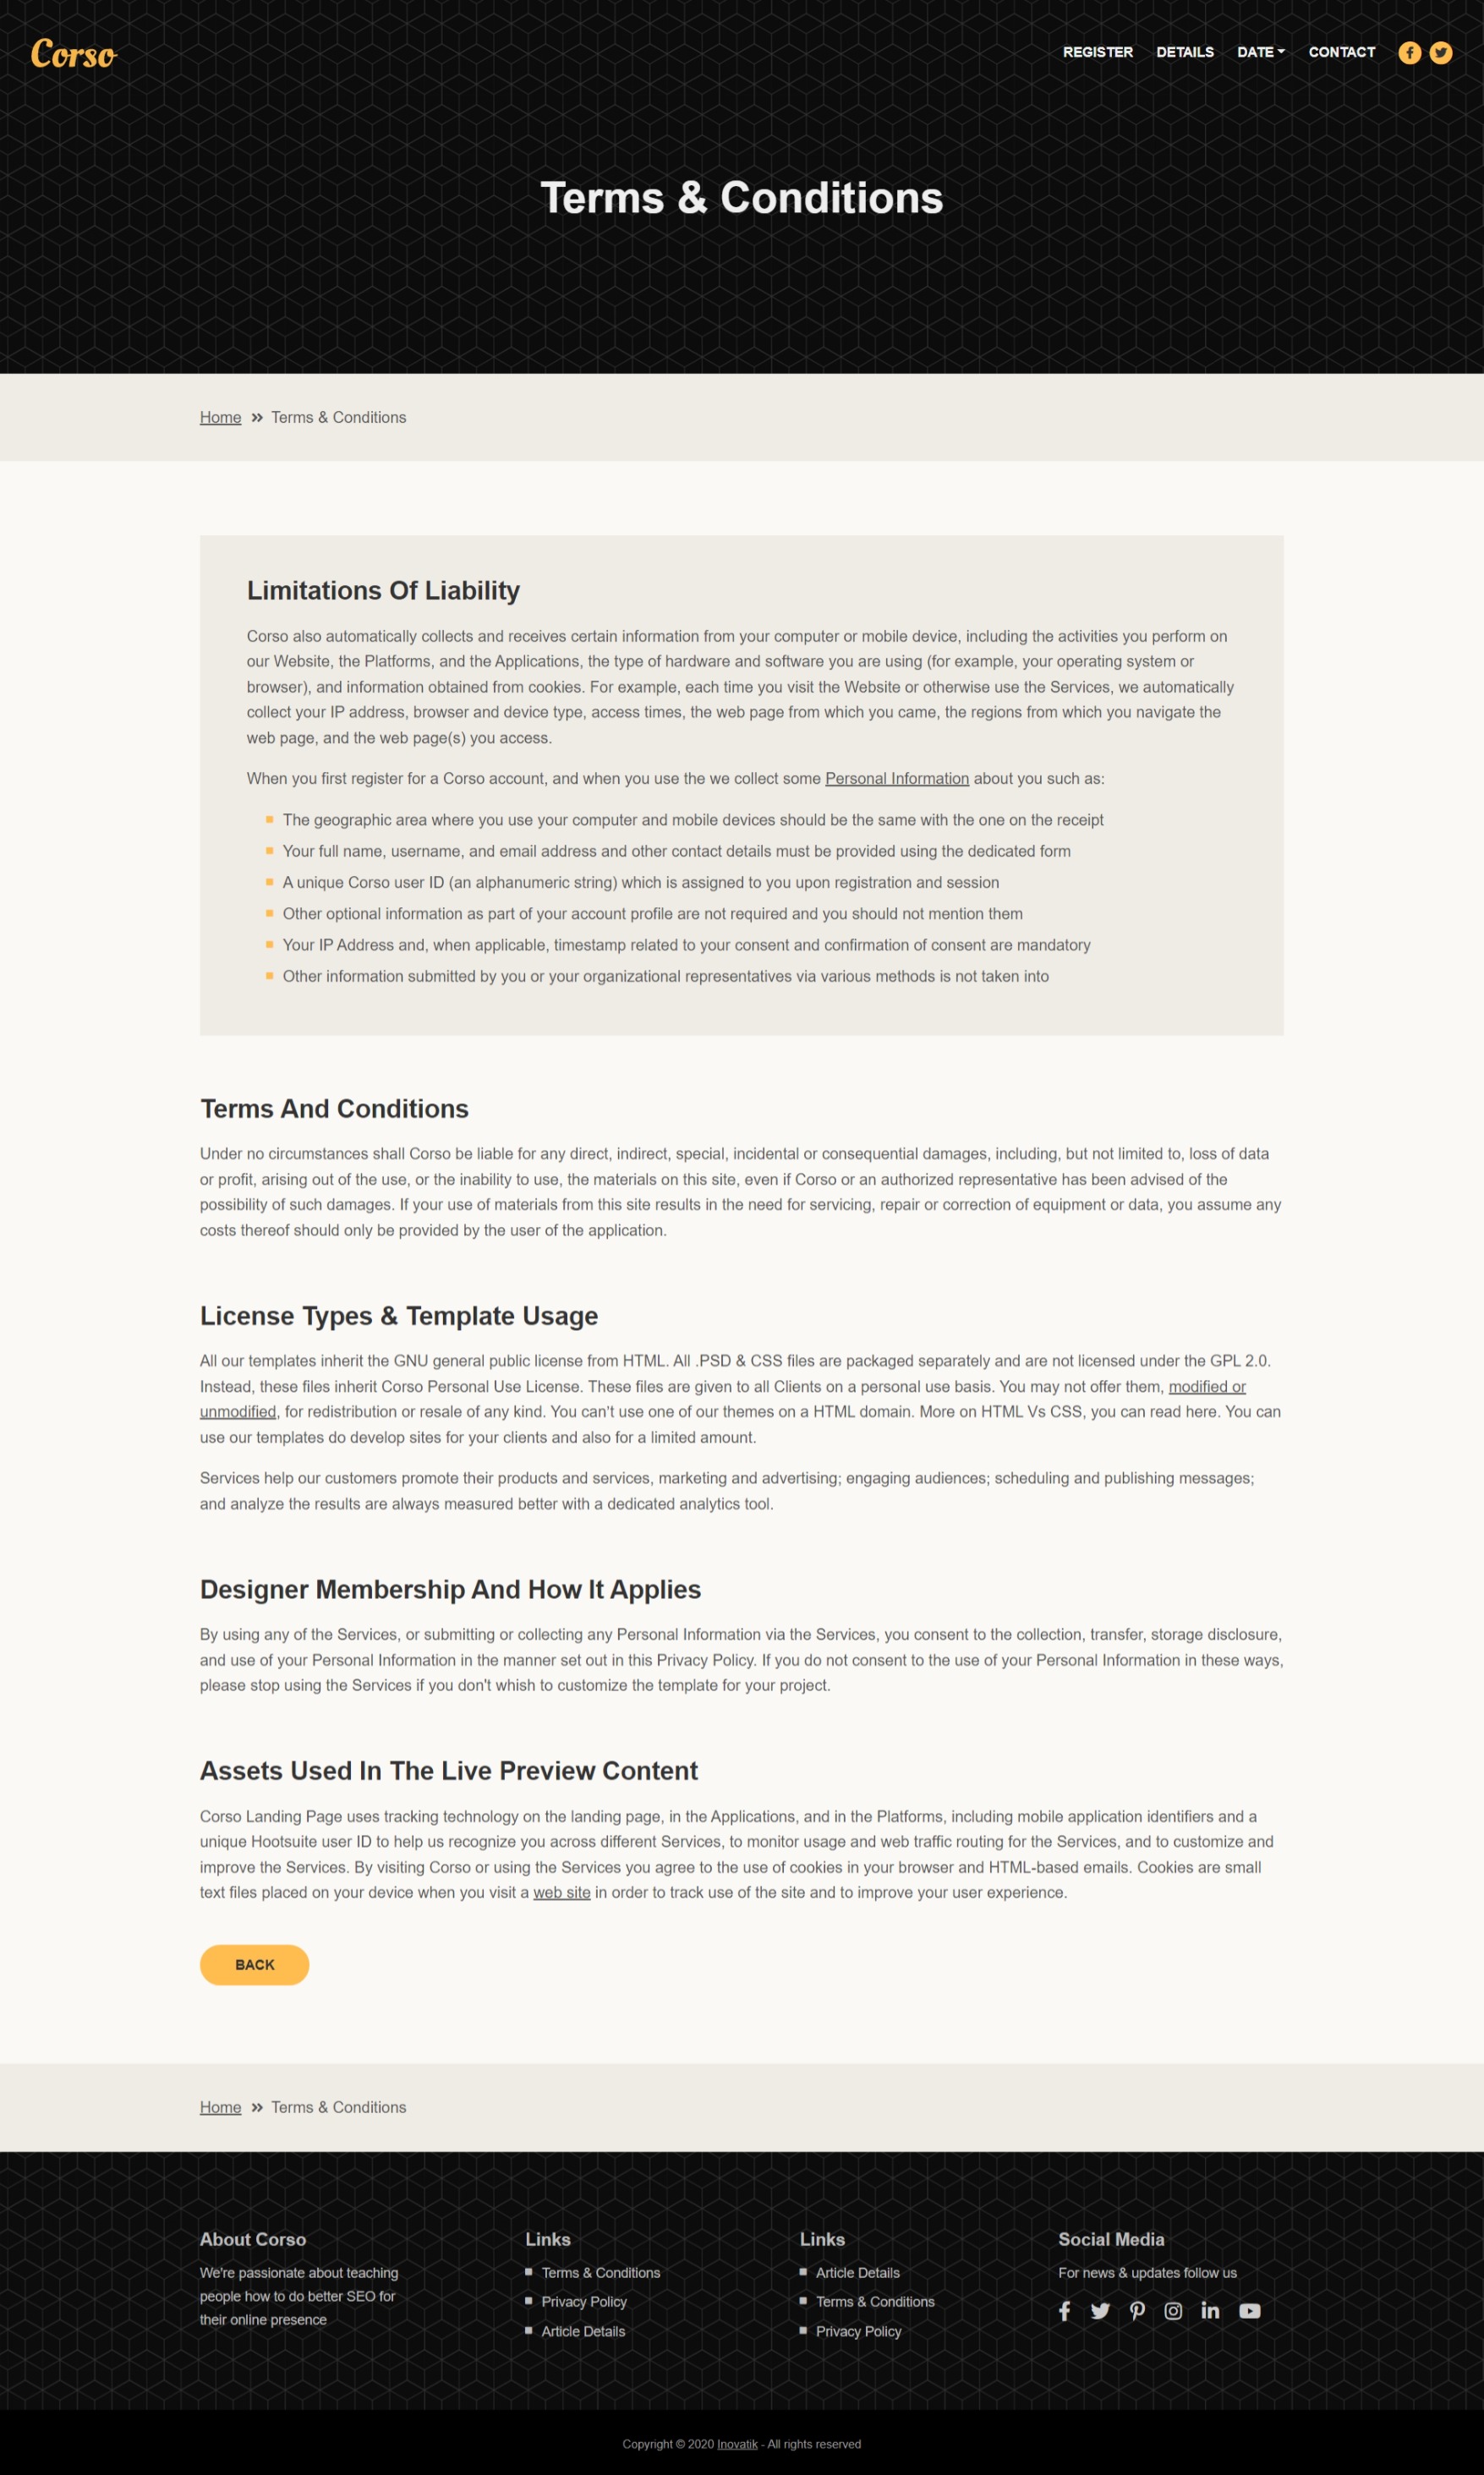 Corso
REGISTER DETAILS DATE CONTACT
Terms & Conditions
Home » Terms & Conditions
Limitations Of Liability
Corso also automatically collects and receives certain information from your computer or mobile device, including the activities you perform on
our Website, the Platforms, and the Applications, the type of hardware and software you are using (for example, your operating system or
browser), and information obtained from cookies. For example, each time you visit the Website or otherwise use the Services, we automatically
collect your IP address, browser and device type, access times, the web page from which you came, the regions from which you navigate the
web page, and the web page(s) you access.
When you first register for a Corso account, and when you use the we collect some Personal Information about you such as:
The geographic area where you use your computer and mobile devices should be the same with the one on the receipt
Your full name, username, and email address and other contact details must be provided using the dedicated form
A unique Corso user ID (an alphanumeric string) which is assigned to you upon registration and session
Other optional information as part of your account profile are not required and you should not mention them
Your IP Address and, when applicable, timestamp related to your consent and confirmation of consent are mandatory
Other information submitted by you or your organizational representatives via various methods is not taken into
Terms And Conditions
Under no circumstances shall Corso be liable for any direct, indirect, special, incidental or consequential damages, including, but not limited to, loss of data
or profit, arising out of the use, or the inability to use, the materials on this site, even if Corso or an authorized representative has been advised of the
possibility of such damages. If your use of materials from this site results in the need for servicing, repair or correction of equipment or data, you assume any
costs thereof should only be provided by the user of the application.
License Types & Template Usage
All our templates inherit the GNU general public license from HTML. All .PSD & CSS files are packaged separately and are not licensed under the GPL 2.0.
Instead, these files inherit Corso Personal Use License. These files are given to all Clients on a personal use basis. You may not offer them, modified or
unmodified, for redistribution or resale of any kind. You can't use one of our themes on a HTML domain. More on HTML Vs CSS, you can read here. You can
use our templates do develop sites for your clients and also for a limited amount.
Services help our customers promote their products and services, marketing and advertising; engaging audiences; scheduling and publishing messages;
and analyze the results are always measured better with a dedicated analytics tool.
Designer Membership And How It Applies
By using any of the Services, or submitting or collecting any Personal Information via the Services, you consent to the collection, transfer, storage disclosure,
and use of your Personal Information in the manner set out in this Privacy Policy. If you do not consent to the use of your Personal Information in these ways,
please stop using the Services if you don't whish to customize the template for your project.
Assets Used In The Live Preview Content
Corso Landing Page uses tracking technology on the landing page, in the Applications, and in the Platforms, including mobile application identifiers and a
unique Hootsuite user ID to help us recognize you across different Services, to monitor usage and web traffic routing for the Services, and to customize and
improve the Services. By visiting Corso or using the Services you agree to the use of cookies in your browser and HTML-based emails. Cookies are small
text files placed on your device when you visit a web site in order to track use of the site and to improve your user experience.
BACK
Home » Terms & Conditions
About Corso
We're passionate about teaching
people how to do better SEO for
their online presence
Links
Terms & Conditions
Privacy Policy
Article Details
Links
Article Details
Terms & Conditions
Privacy Policy
Social Media
For news & updates follow us
Copyright © 2020 Inovatik - All rights reserved